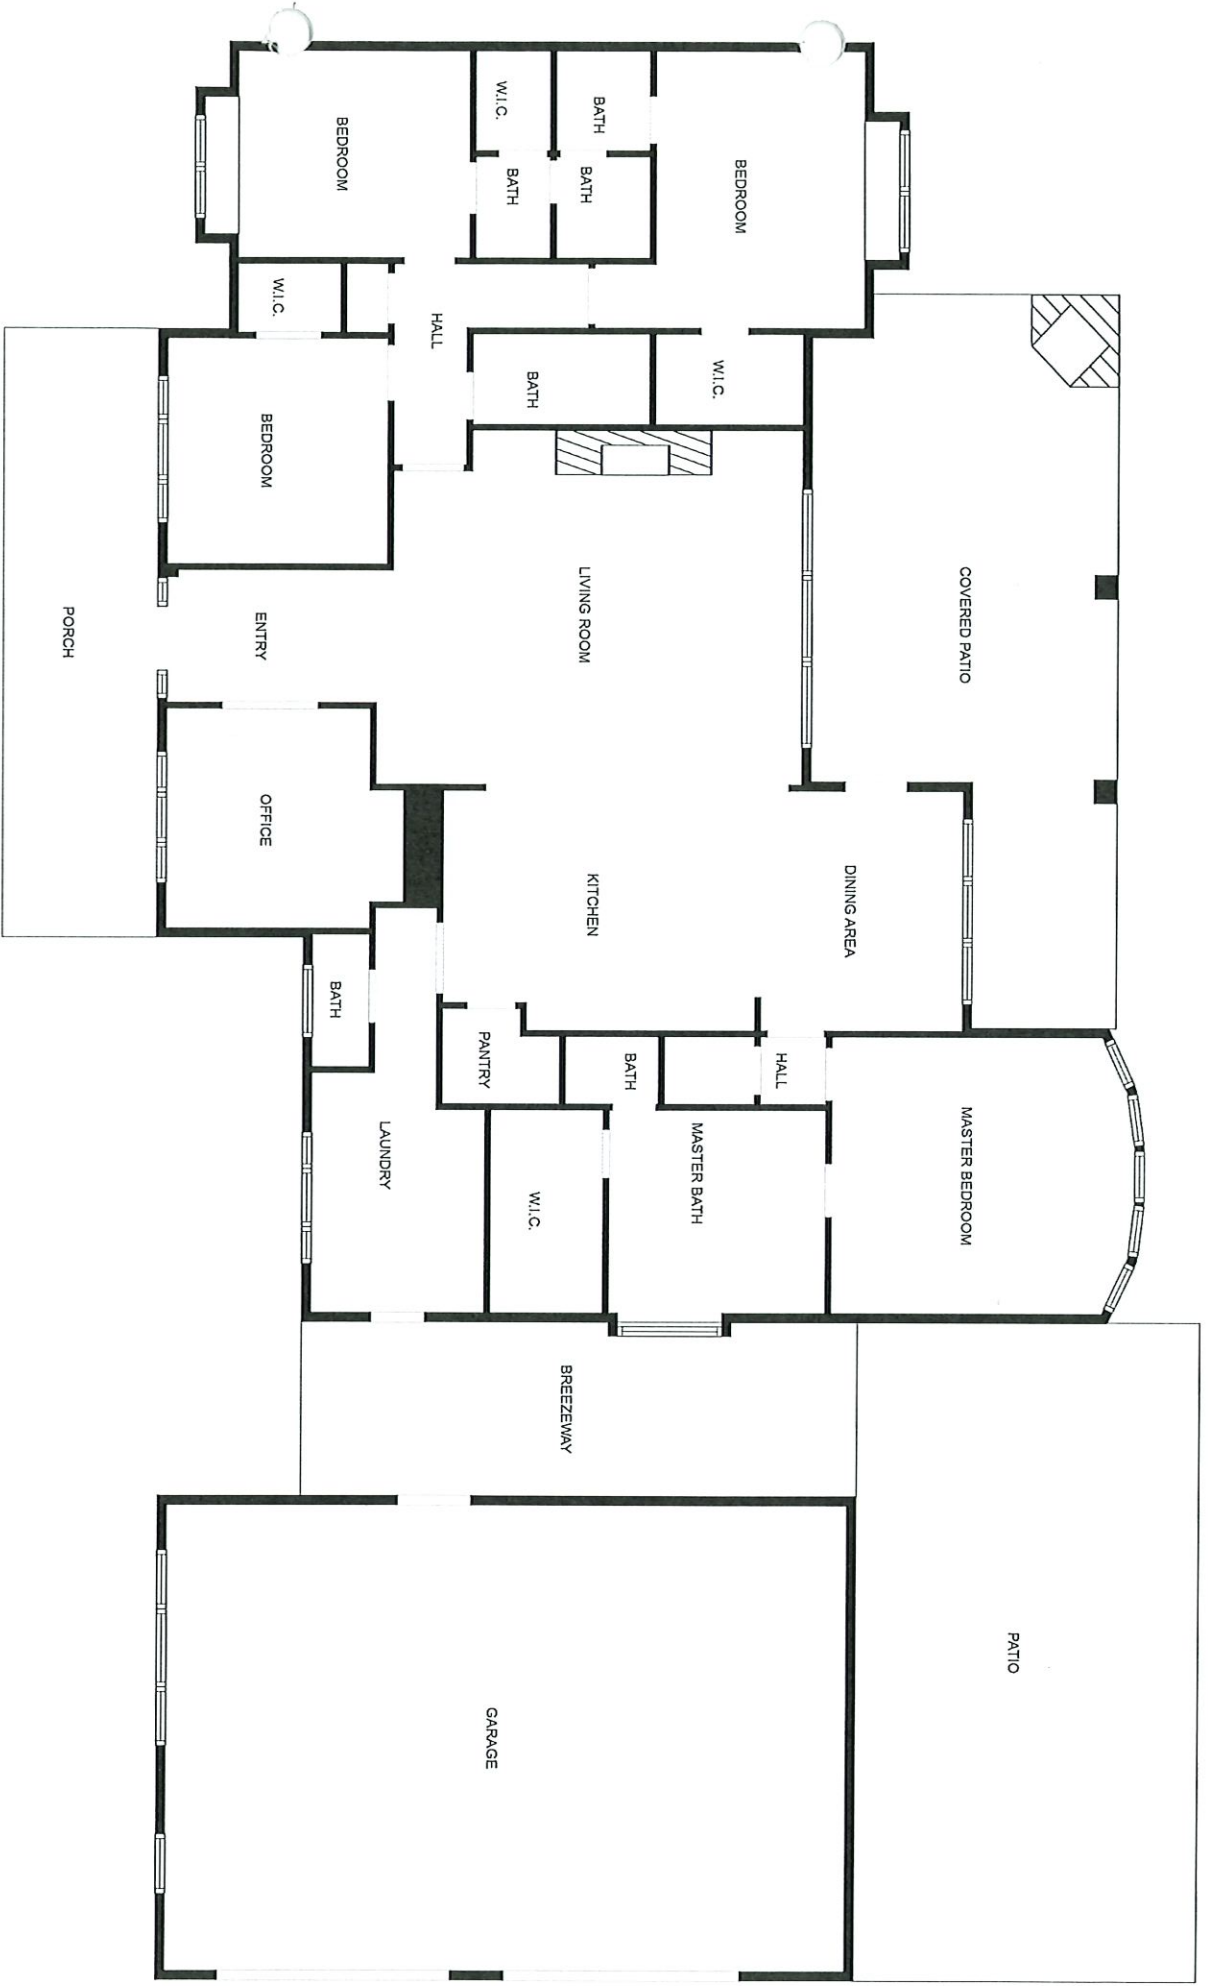 BEDROOM
W.I.C.
BATH
BATH
BATH
BEDROOM
W.I.C.
HALL
BATH
W.I.C.
BEDROOM
PORCH
ENTRY
LIVING ROOM
COVERED PATIO
OFFICE
KITCHEN
DINING AREA
BATH
PANTRY
BATH
HALL
LAUNDRY
W.I.C.
MASTER BATH
MASTER BEDROOM
BREEZEWAY
GARAGE
PATIO